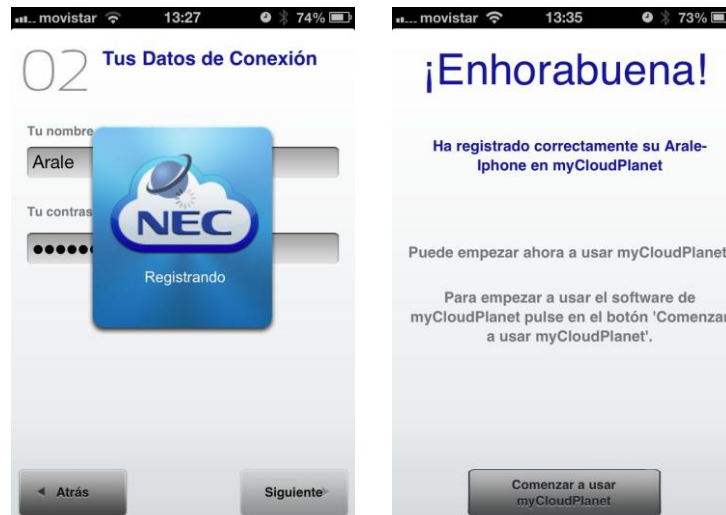 movistar 13:27 74%
02 Tus Datos de Conexión
Tu nombre
Arale
Tu contras
NEC
Registrando
Atrás
Siguiente
movistar 13:35 73%
¡Enhorabuena!
Ha registrado correctamente su Arale-
Iphone en myCloudPlanet
Puede empezar ahora a usar myCloudPlanet
Para empezar a usar el software de
myCloudPlanet pulse en el botón 'Comenzar
a usar myCloudPlanet'.
Comenzar a usar
myCloudPlanet